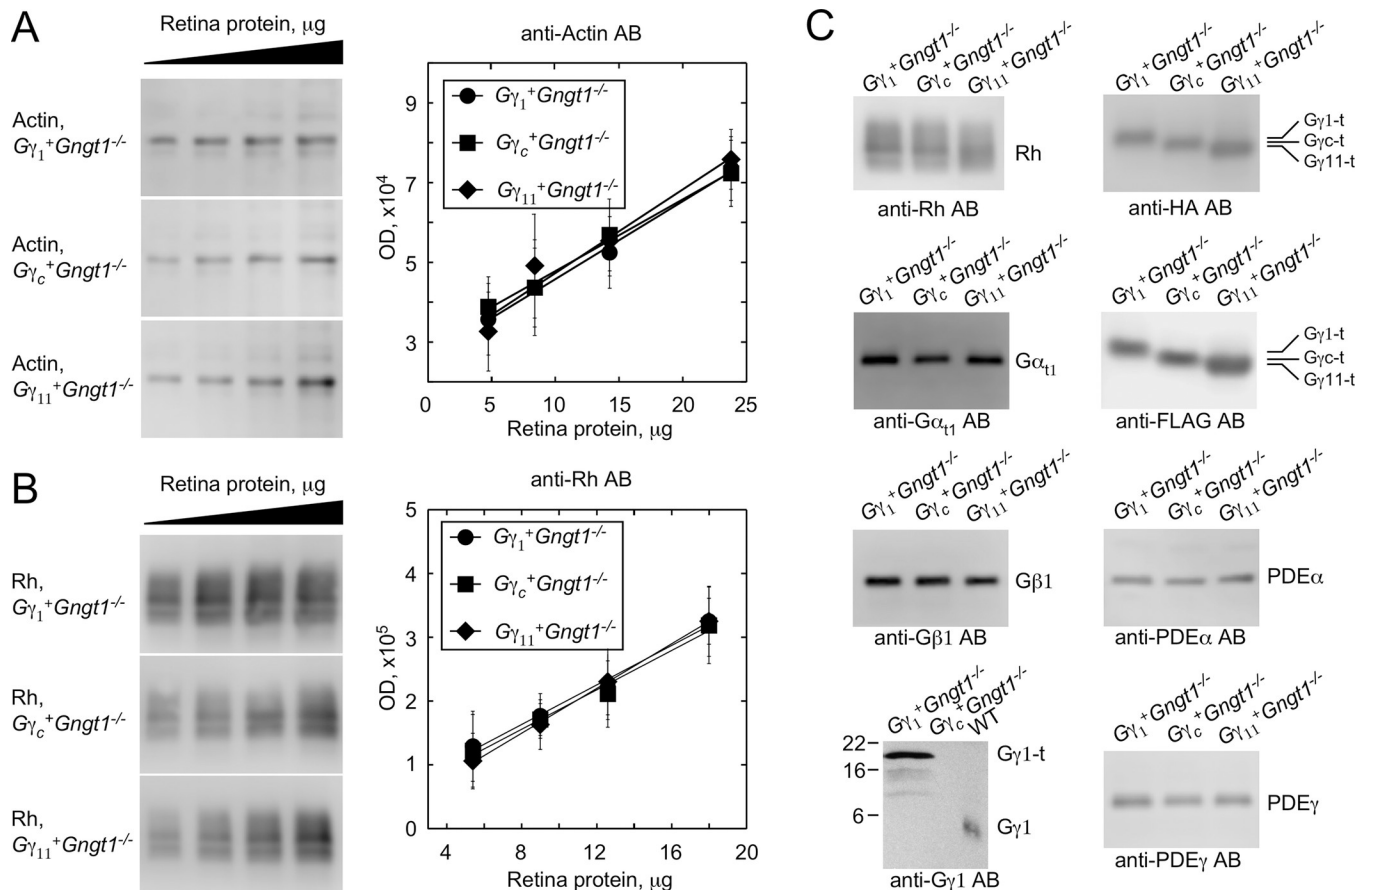 A
Retina protein, μg
Actin,
Gγ1+Gngt1-/-
Actin,
Gγc+Gngt1-/-
Actin,
Gγ11+Gngt1-/-
anti-Actin AB
Gγ1+Gngt1-/-
Gγc+Gngt1-/-
Gγ11+Gngt1-/-
OD, x10^4
9
7
5
3
0 5 10 15 20 25
Retina protein, μg
B
Retina protein, μg
Rh,
Gγ1+Gngt1-/-
Rh,
Gγc+Gngt1-/-
Rh,
Gγ11+Gngt1-/-
anti-Rh AB
Gγ1+Gngt1-/-
Gγc+Gngt1-/-
Gγ11+Gngt1-/-
OD, x10^5
5
4
3
2
1
0
4 8 12 16 20
Retina protein, μg
C
Gγ1+Gngt1-/-
Gγc+Gngt1-/-
Gγ11+Gngt1-/-
Rh
anti-Rh AB
Gγ1+Gngt1-/-
Gγc+Gngt1-/-
Gγ11+Gngt1-/-
Gγ1-t
Gγc-t
Gγ11-t
anti-HA AB
Gγ1+Gngt1-/-
Gγc+Gngt1-/-
Gγ11+Gngt1-/-
Gαt1
anti-Gαt1 AB
Gγ1+Gngt1-/-
Gγc+Gngt1-/-
Gγ11+Gngt1-/-
Gγ1-t
Gγc-t
Gγ11-t
anti-FLAG AB
Gγ1+Gngt1-/-
Gγc+Gngt1-/-
Gγ11+Gngt1-/-
Gβ1
anti-Gβ1 AB
Gγ1+Gngt1-/-
Gγc+Gngt1-/-
Gγ11+Gngt1-/-
PDEα
anti-PDEα AB
Gγ1+Gngt1-/-
Gγc+Gngt1-/-
WT
22
16
6
Gγ1-t
Gγ1
anti-Gγ1 AB
Gγ1+Gngt1-/-
Gγc+Gngt1-/-
Gγ11+Gngt1-/-
PDEγ
anti-PDEγ AB